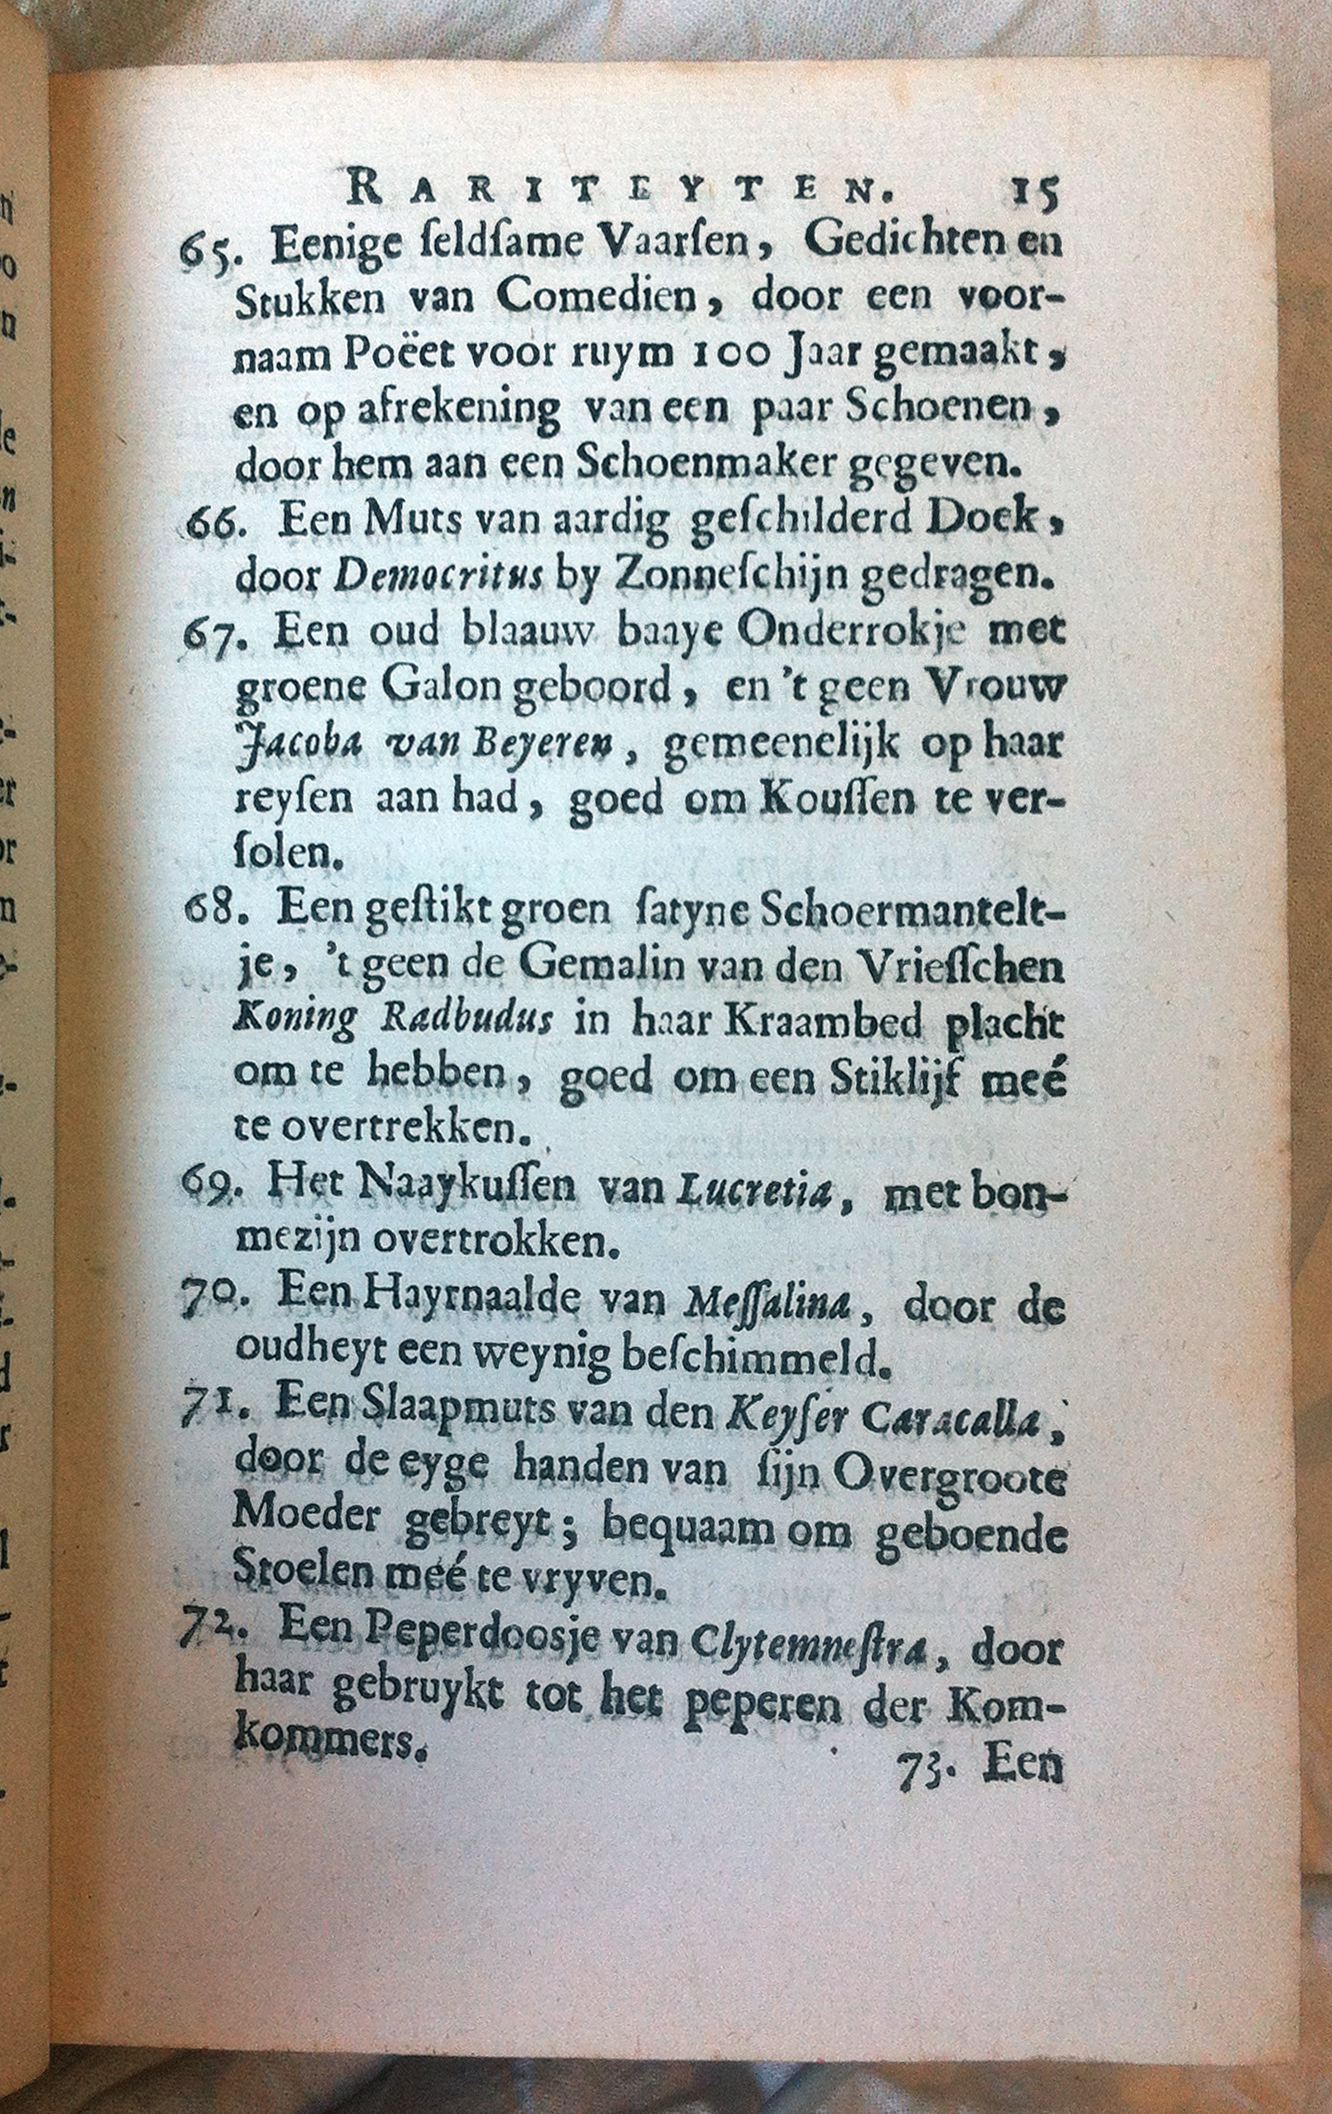 RARITEYTEN. 15
65. Eenige ſeldſame Vaarſen, Gedichten en
Stukken van Comedien, door een voor-
naam Poëet voor ruym 100 Jaar gemaakt,
en op afrekening van een paar Schoenen,
door hem aan een Schoenmaker gegeven.
66. Een Muts van aardig geſchilderd Doek,
door Democritus by Zonneſchijn gedragen.
67. Een oud blaauw baaye Onderrokje met
groene Galon geboord, en 't geen Vrouw
Jacoba van Beyeren, gemeenelijk op haar
reyſen aan had, goed om Kouſſen te ver-
ſolen.
68. Een geſtikt groen ſatyne Schoermantelt-
je, 't geen de Gemalin van den Vrieſſchen
Koning Radbudus in haar Kraambed placht
om te hebben, goed om een Stiklijf meé
te overtrekken.
69. Het Naaykuſſen van Lucretia, met bon-
mezijn overtrokken.
70. Een Hayrnaalde van Meſſalina, door de
oudheyt een weynig beſchimmeld.
71. Een Slaapmuts van den Keyſer Caracalla,
door de eyge handen van ſijn Overgroote
Moeder gebreyt; bequaam om geboende
Stoelen meé te vryven.
72. Een Peperdoosje van Clytemneſtra, door
haar gebruykt tot het peperen der Kom-
kommers.
73. Een